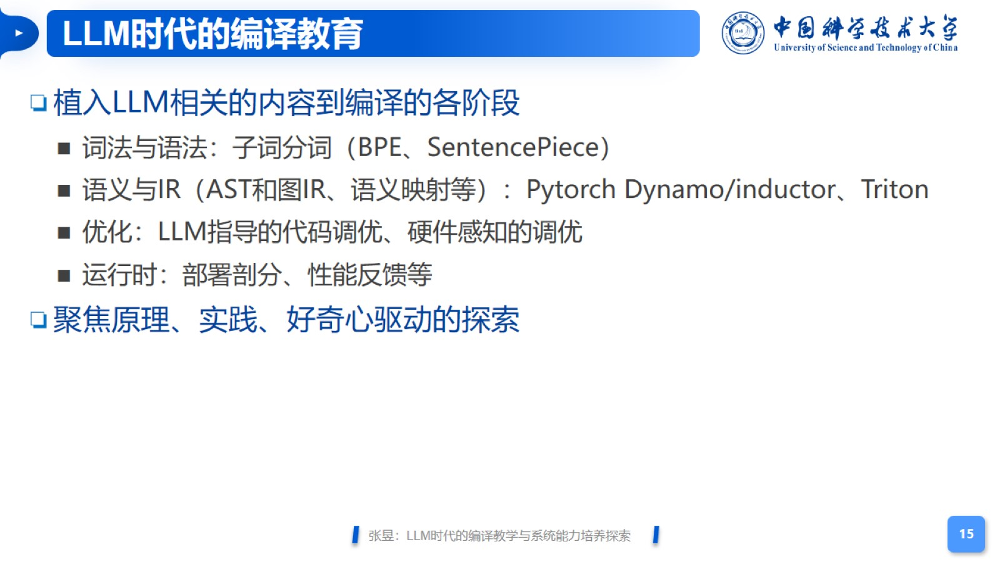 LLM时代的编译教育
中国科学技术大学
University of Science and Technology of China
植入LLM相关的内容到编译的各阶段
词法与语法：子词分词（BPE、SentencePiece）
语义与IR（AST和图IR、语义映射等）：Pytorch Dynamo/inductor、Triton
优化：LLM指导的代码调优、硬件感知的调优
运行时：部署剖分、性能反馈等
聚焦原理、实践、好奇心驱动的探索
张昱：LLM时代的编译教学与系统能力培养探索
15